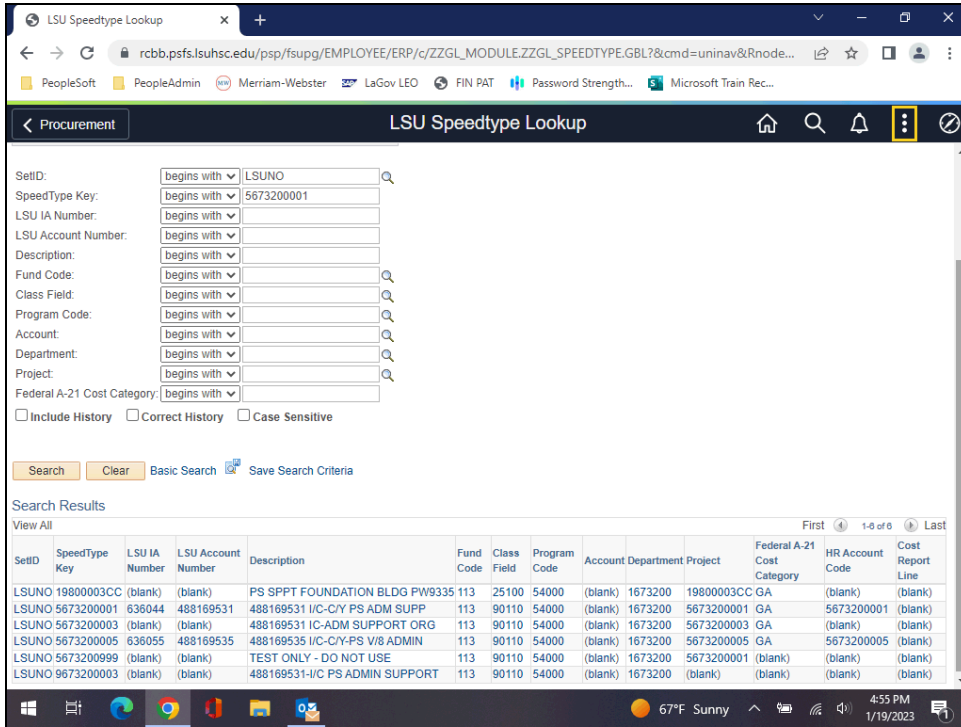 LSU Speedtype Lookup
rcbb.psfs.lsuhsc.edu/psp/fsupg/EMPLOYEE/ERP/c/ZZGL_MODULE.ZZGL_SPEEDTYPE.GBL?&cmd=uninav&Rnode...
PeopleSoft PeopleAdmin MW Merriam-Webster SAP LaGov LEO FIN PAT Password Strength... S Microsoft Train Rec...
Procurement LSU Speedtype Lookup
SetID: begins with LSUNO
SpeedType Key: begins with 5673200001
LSU IA Number: begins with
LSU Account Number: begins with
Description: begins with
Fund Code: begins with
Class Field: begins with
Program Code: begins with
Account: begins with
Department: begins with
Project: begins with
Federal A-21 Cost Category: begins with
Include History Correct History Case Sensitive
Search Clear Basic Search Save Search Criteria
Search Results
View All First 1-6 of 6 Last
SetID SpeedType Key LSU IA Number LSU Account Number Description Fund Code Class Field Program Code Account Department Project Federal A-21 Cost Category HR Account Code Cost Report Line
LSUNO 19800003CC (blank) (blank) PS SPPT FOUNDATION BLDG PW9335 113 25100 54000 (blank) 1673200 19800003CC GA (blank) (blank)
LSUNO 5673200001 636044 488169531 488169531 I/C-C/Y PS ADM SUPP 113 90110 54000 (blank) 1673200 5673200001 GA 5673200001 (blank)
LSUNO 5673200003 (blank) (blank) 488169531 IC-ADM SUPPORT ORG 113 90110 54000 (blank) 1673200 5673200003 GA (blank) (blank)
LSUNO 5673200005 636055 488169535 488169535 I/C-C/Y-PS V/8 ADMIN 113 90110 54000 (blank) 1673200 5673200005 GA 5673200005 (blank)
LSUNO 5673200999 (blank) (blank) TEST ONLY - DO NOT USE 113 90110 54000 (blank) 1673200 5673200001 (blank) (blank) (blank)
LSUNO 9673200003 (blank) (blank) 488169531-I/C PS ADMIN SUPPORT 113 90110 54000 (blank) 1673200 (blank) (blank) (blank) (blank)
67°F Sunny 4:55 PM
1/19/2023
1